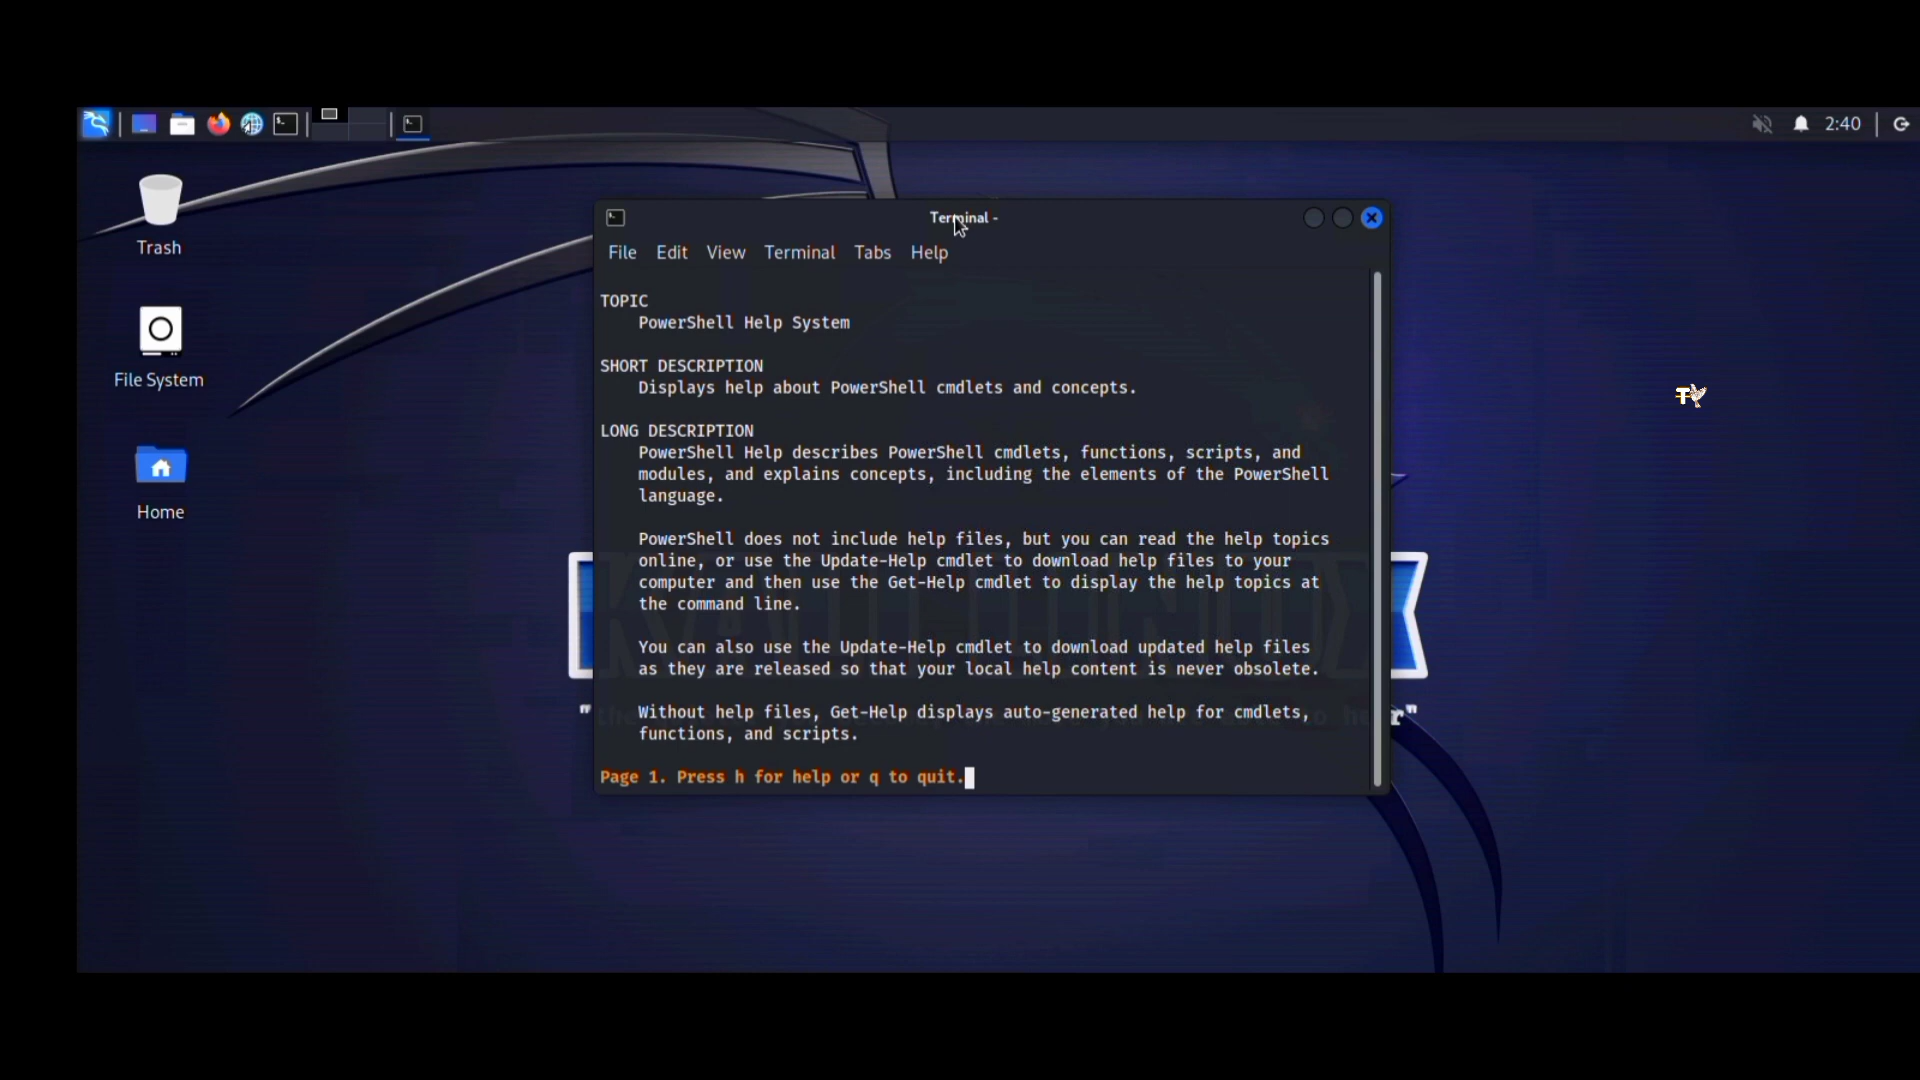 2:40
Trash
File System
Home
Terminal -
File Edit View Terminal Tabs Help
TOPIC
PowerShell Help System
SHORT DESCRIPTION
Displays help about PowerShell cmdlets and concepts.
LONG DESCRIPTION
PowerShell Help describes PowerShell cmdlets, functions, scripts, and
modules, and explains concepts, including the elements of the PowerShell
language.
PowerShell does not include help files, but you can read the help topics
online, or use the Update-Help cmdlet to download help files to your
computer and then use the Get-Help cmdlet to display the help topics at
the command line.
You can also use the Update-Help cmdlet to download updated help files
as they are released so that your local help content is never obsolete.
Without help files, Get-Help displays auto-generated help for cmdlets,
functions, and scripts.
Page 1. Press h for help or q to quit.